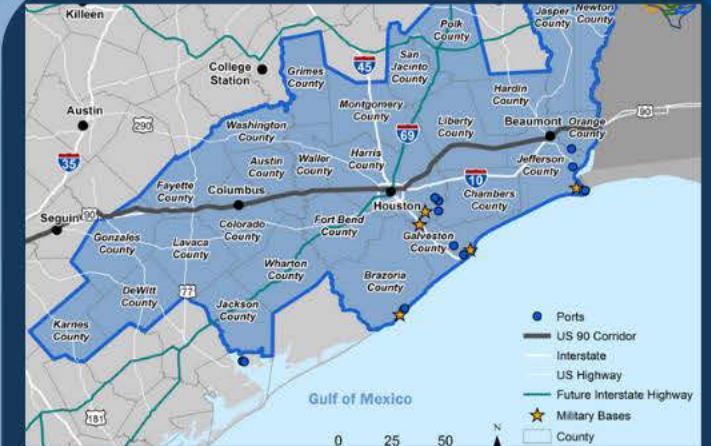 Killeen
Jasper
County
Newton
County
Polk
County
San
Jacinto
County
College
Station
Grimes
County
45
Hardin
County
Montgomery
County
Austin
290
Washington
County
69
Liberty
County
Beaumont
Orange
County
90
35
Austin
County
Waller
County
Harris
County
Jefferson
County
10
Fayette
County
Columbus
Houston
Chambers
County
Seguin
90
Colorado
County
Fort Bend
County
Galveston
County
Gonzales
County
Lavaca
County
Wharton
County
Brazoria
County
DeWitt
County
77
Jackson
County
Karnes
County
181
Gulf of Mexico
Ports
US 90 Corridor
Interstate
US Highway
Future Interstate Highway
Military Bases
County
N
0 25 50